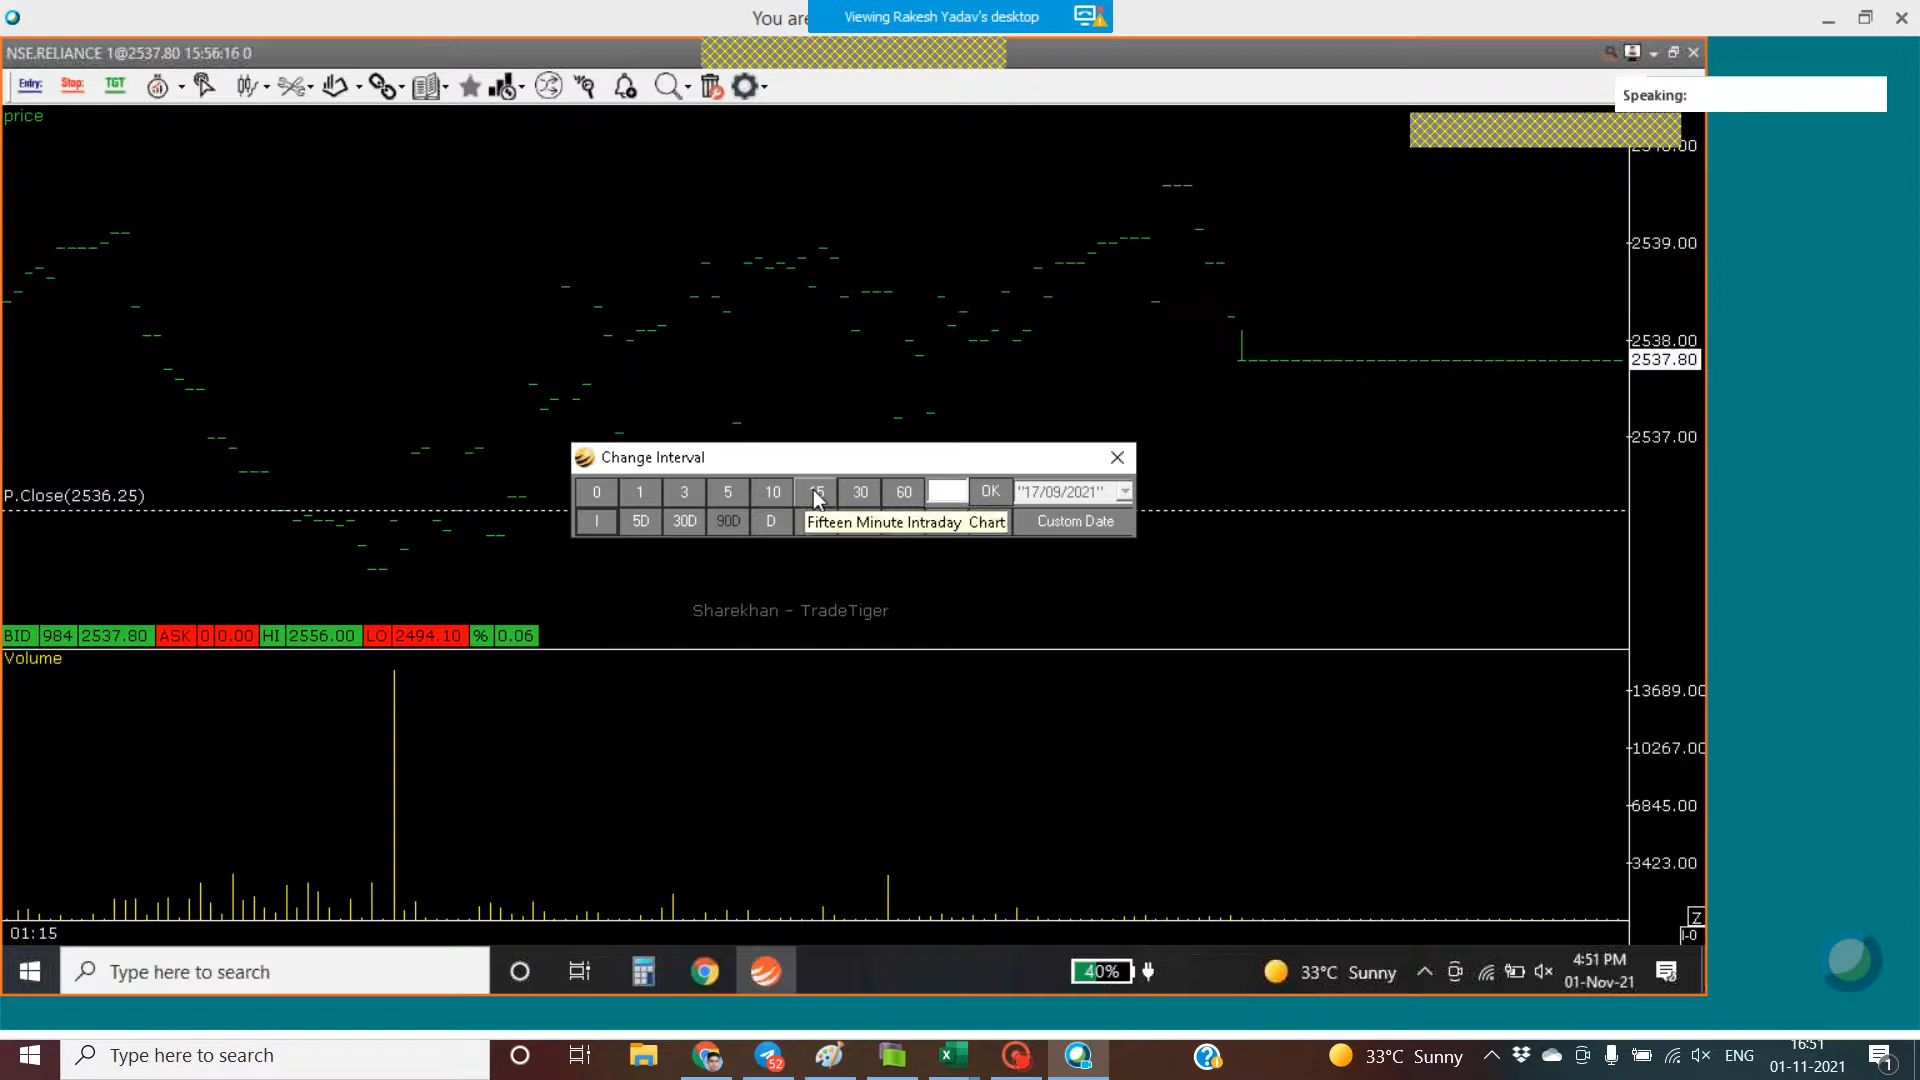 You are
Viewing Rakesh Yadav's desktop
NSE.RELIANCE 1@2537.80 15:56:16 0
Entry:
Stop:
TGT
Speaking:
price
2539.00
2538.00
2537.80
2537.00
P.Close(2536.25)
Change Interval
0 1 3 5 10 15 30 60 OK "17/09/2021"
I 5D 30D 90D D Fifteen Minute Intraday Chart Custom Date
Sharekhan - TradeTiger
BID 984 2537.80 ASK 0 0.00 HI 2556.00 LO 2494.10 % 0.06
Volume
13689.00
10267.00
6845.00
3423.00
Z
01:15
I-0
Type here to search
40%
33°C Sunny
4:51 PM
01-Nov-21
Type here to search
52
33°C Sunny
ENG
16:51
01-11-2021
1